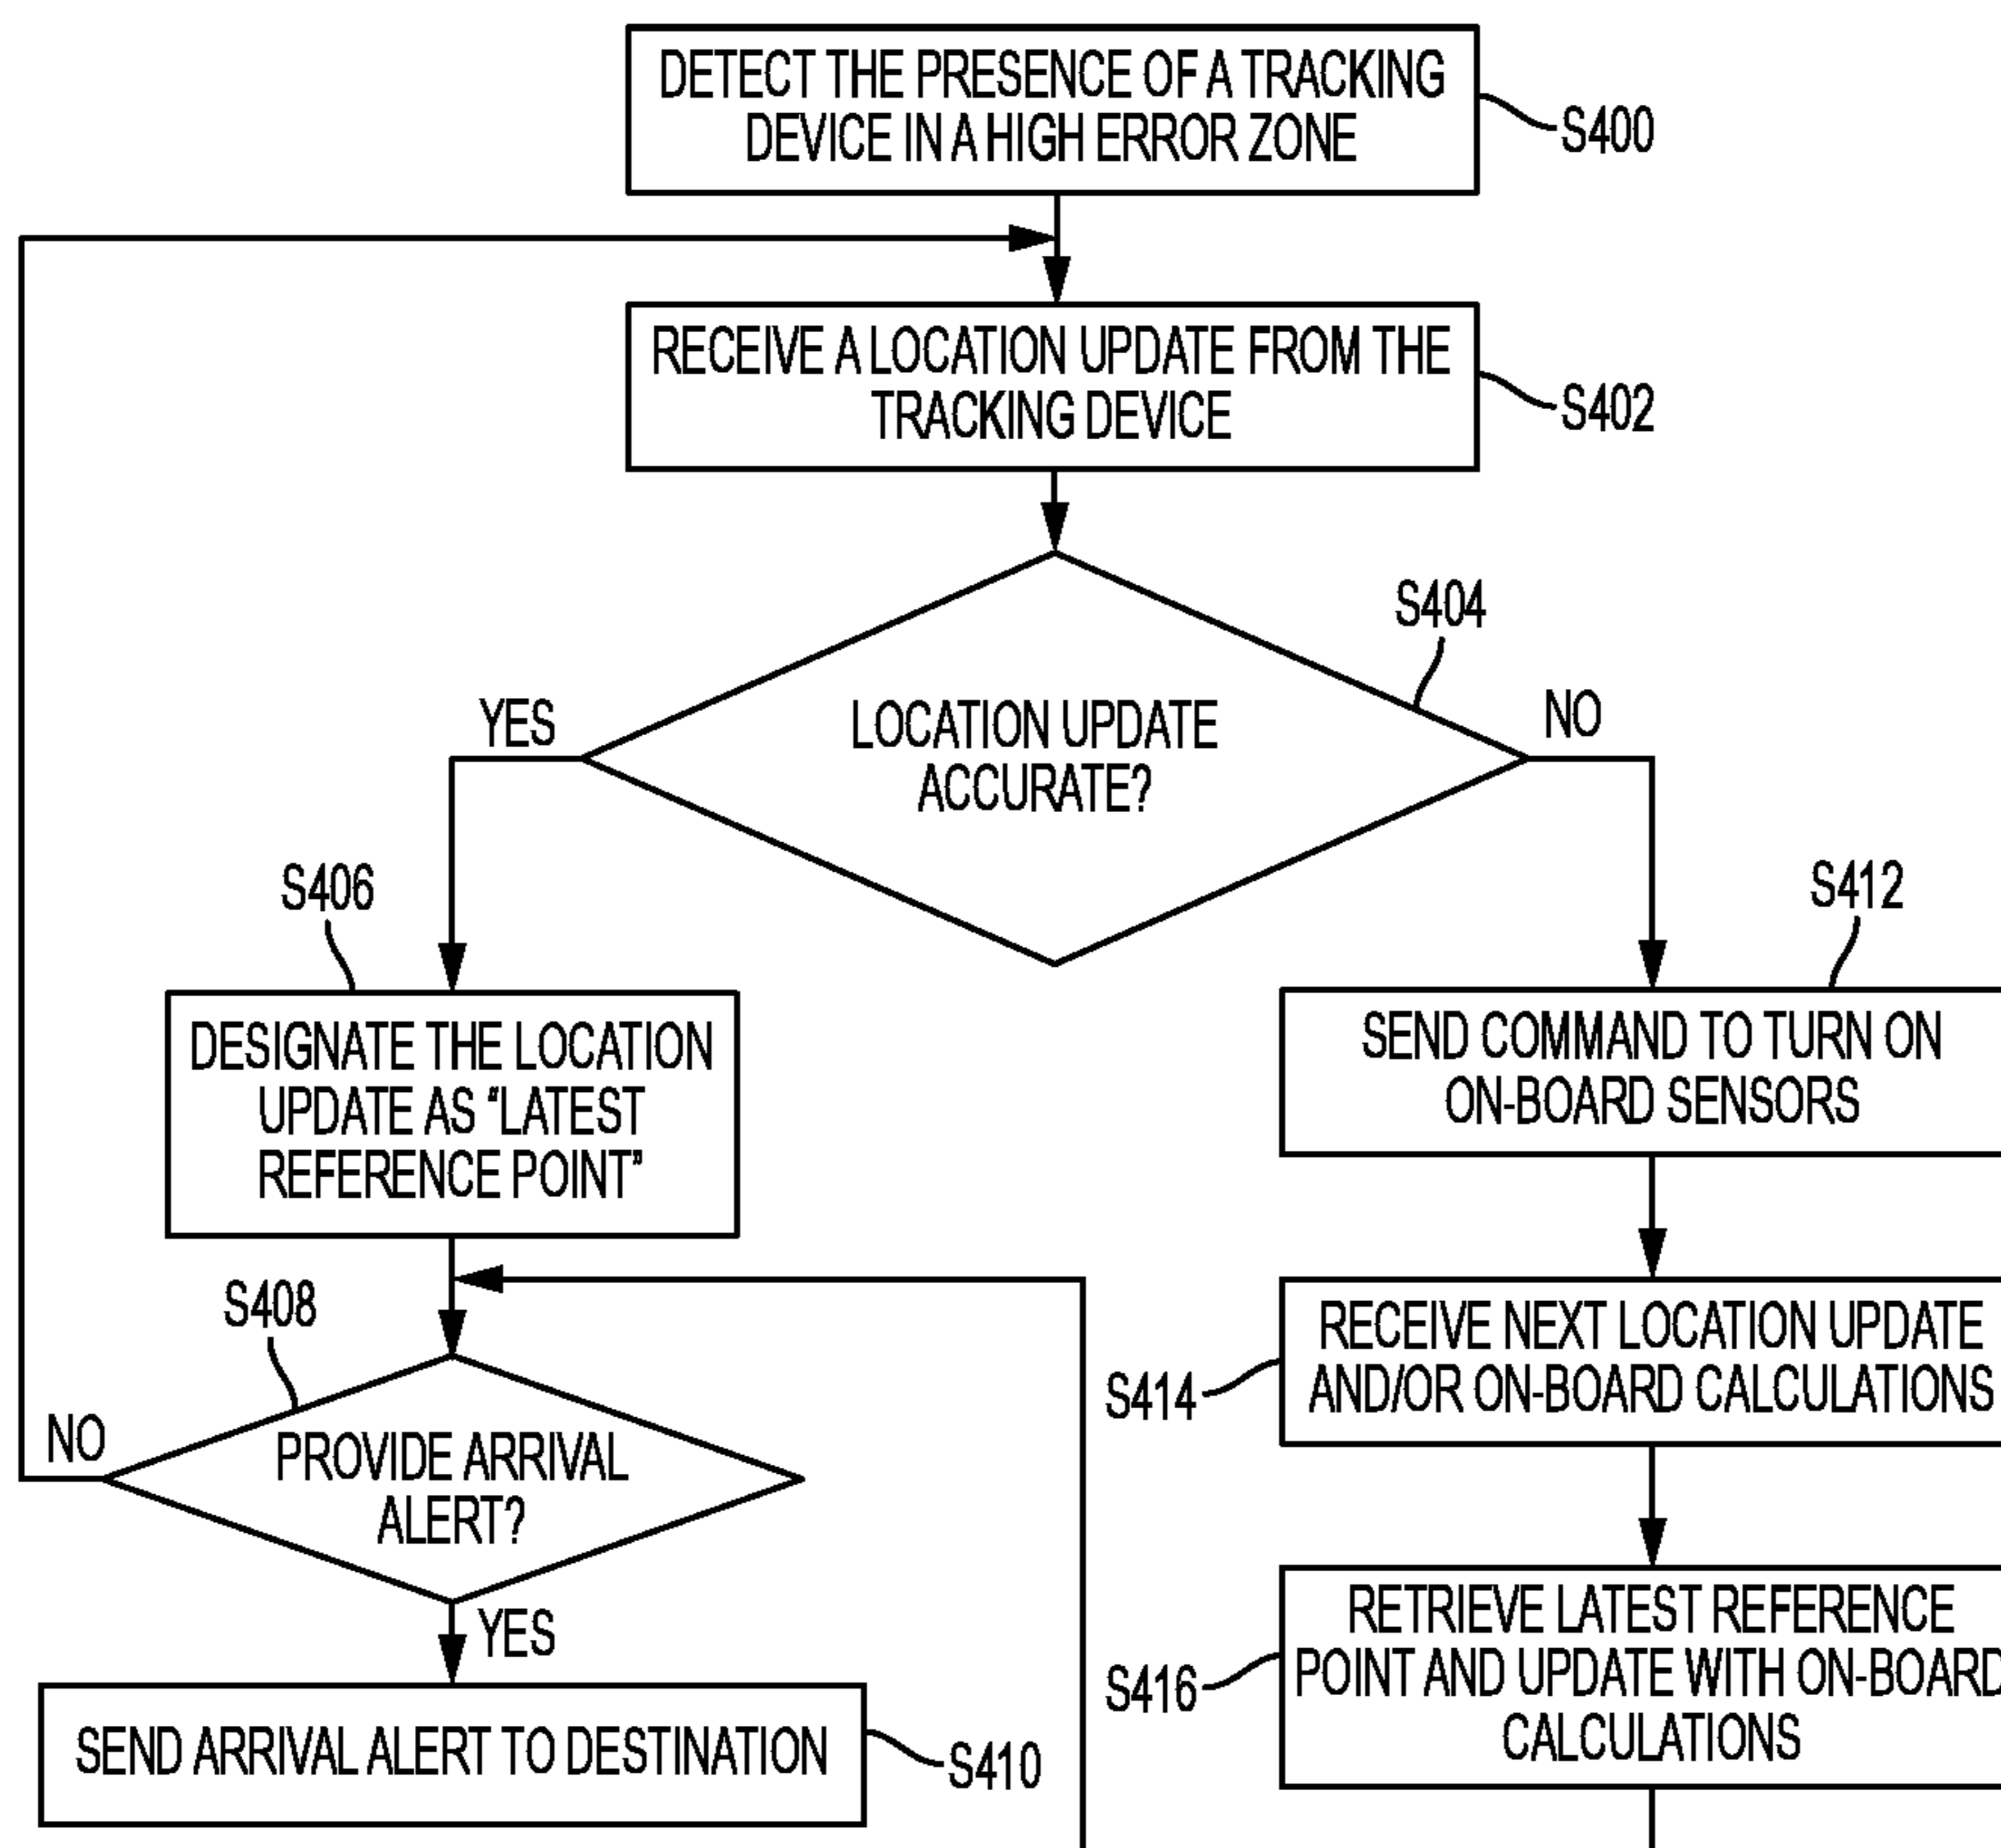 DETECT THE PRESENCE OF A TRACKING
DEVICE IN A HIGH ERROR ZONE
S400
RECEIVE A LOCATION UPDATE FROM THE
TRACKING DEVICE
S402
S404
LOCATION UPDATE
ACCURATE?
YES
NO
S406
DESIGNATE THE LOCATION
UPDATE AS “LATEST
REFERENCE POINT”
S408
PROVIDE ARRIVAL
ALERT?
NO
YES
SEND ARRIVAL ALERT TO DESTINATION
S410
S412
SEND COMMAND TO TURN ON
ON-BOARD SENSORS
RECEIVE NEXT LOCATION UPDATE
AND/OR ON-BOARD CALCULATIONS
S414
RETRIEVE LATEST REFERENCE
POINT AND UPDATE WITH ON-BOARD
CALCULATIONS
S416